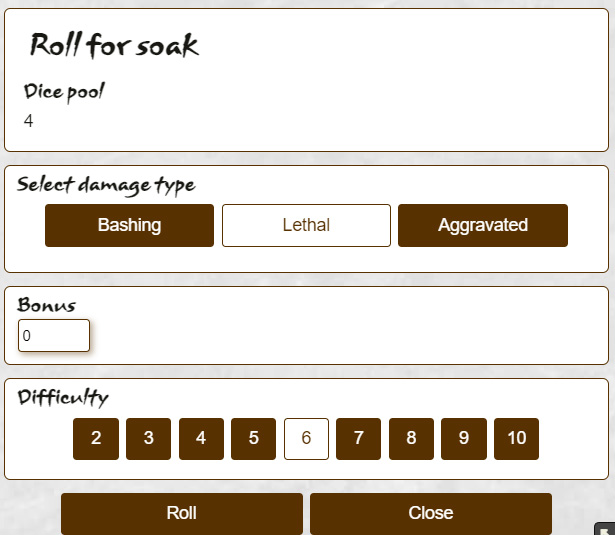 Roll for soak
Dice pool
4
Select damage type
Bashing Lethal Aggravated
Bonus
0
Difficulty
2 3 4 5 6 7 8 9 10
Roll Close